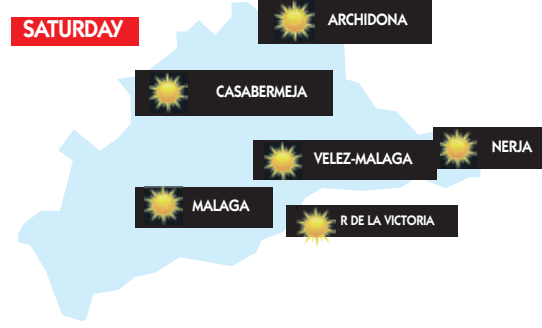 SATURDAY
ARCHIDONA
CASABERMEJA
VELEZ-MALAGA
NERJA
MALAGA
R DE LA VICTORIA